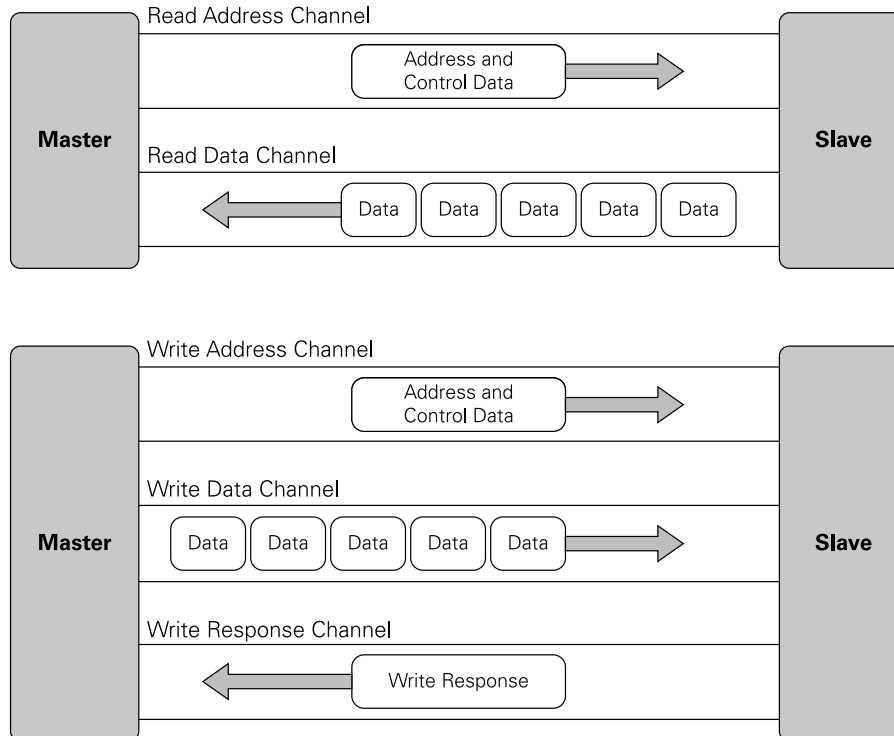 Read Address Channel
Address and
Control Data
Master
Slave
Read Data Channel
Data Data Data Data Data
Write Address Channel
Address and
Control Data
Write Data Channel
Data Data Data Data Data
Master
Slave
Write Response Channel
Write Response